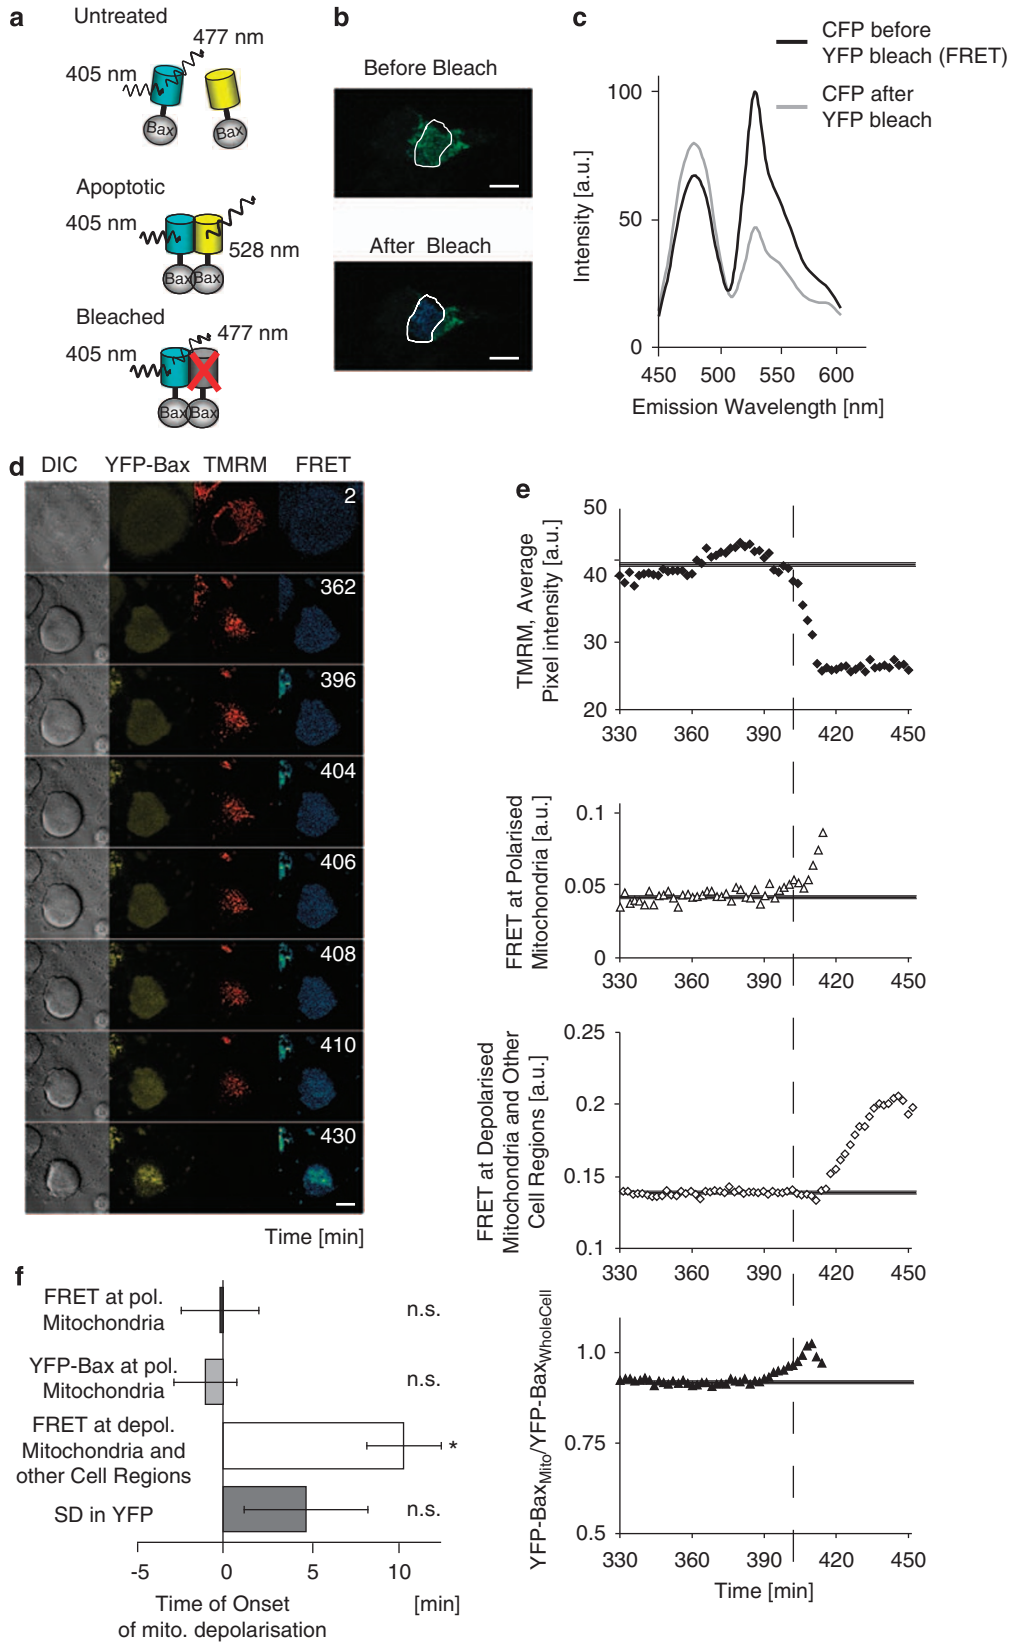 a
Untreated
477 nm
405 nm
Bax
Bax
Apoptotic
405 nm
528 nm
Bax
Bax
Bleached
477 nm
405 nm
Bax
Bax
b
Before Bleach
After Bleach
c
CFP before
YFP bleach (FRET)
CFP after
YFP bleach
Intensity [a.u.]
100
50
0
450
500
550
600
Emission Wavelength [nm]
d
DIC
YFP-Bax
TMRM
FRET
2
362
396
404
406
408
410
430
Time [min]
e
TMRM, Average
Pixel intensity [a.u.]
50
40
30
20
330
360
390
420
450
FRET at Polarised
Mitochondria [a.u.]
0.1
0.05
0
330
360
390
420
450
FRET at Depolarised
Mitochondria and Other
Cell Regions [a.u.]
0.25
0.2
0.15
0.1
330
360
390
420
450
YFP-BaxMito/YFP-BaxWholeCell
1.0
0.75
0.5
330
360
390
420
450
Time [min]
f
FRET at pol.
Mitochondria
n.s.
YFP-Bax at pol.
Mitochondria
n.s.
FRET at depol.
Mitochondria and
other Cell Regions
*
SD in YFP
n.s.
-5
0
5
10
Time of Onset
of mito. depolarisation
[min]